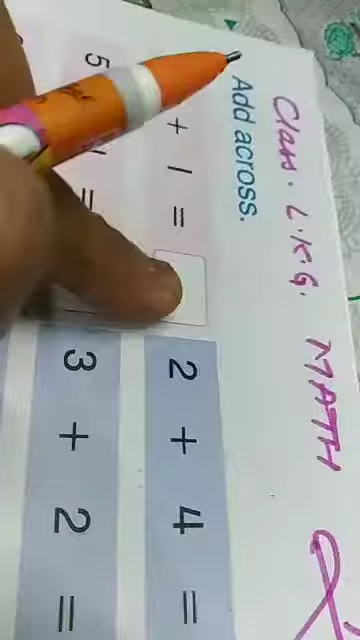 Class. L.K.G. MATH
Add across.
+ 1 =
2 + 4 =
5
=
3 + 2 =